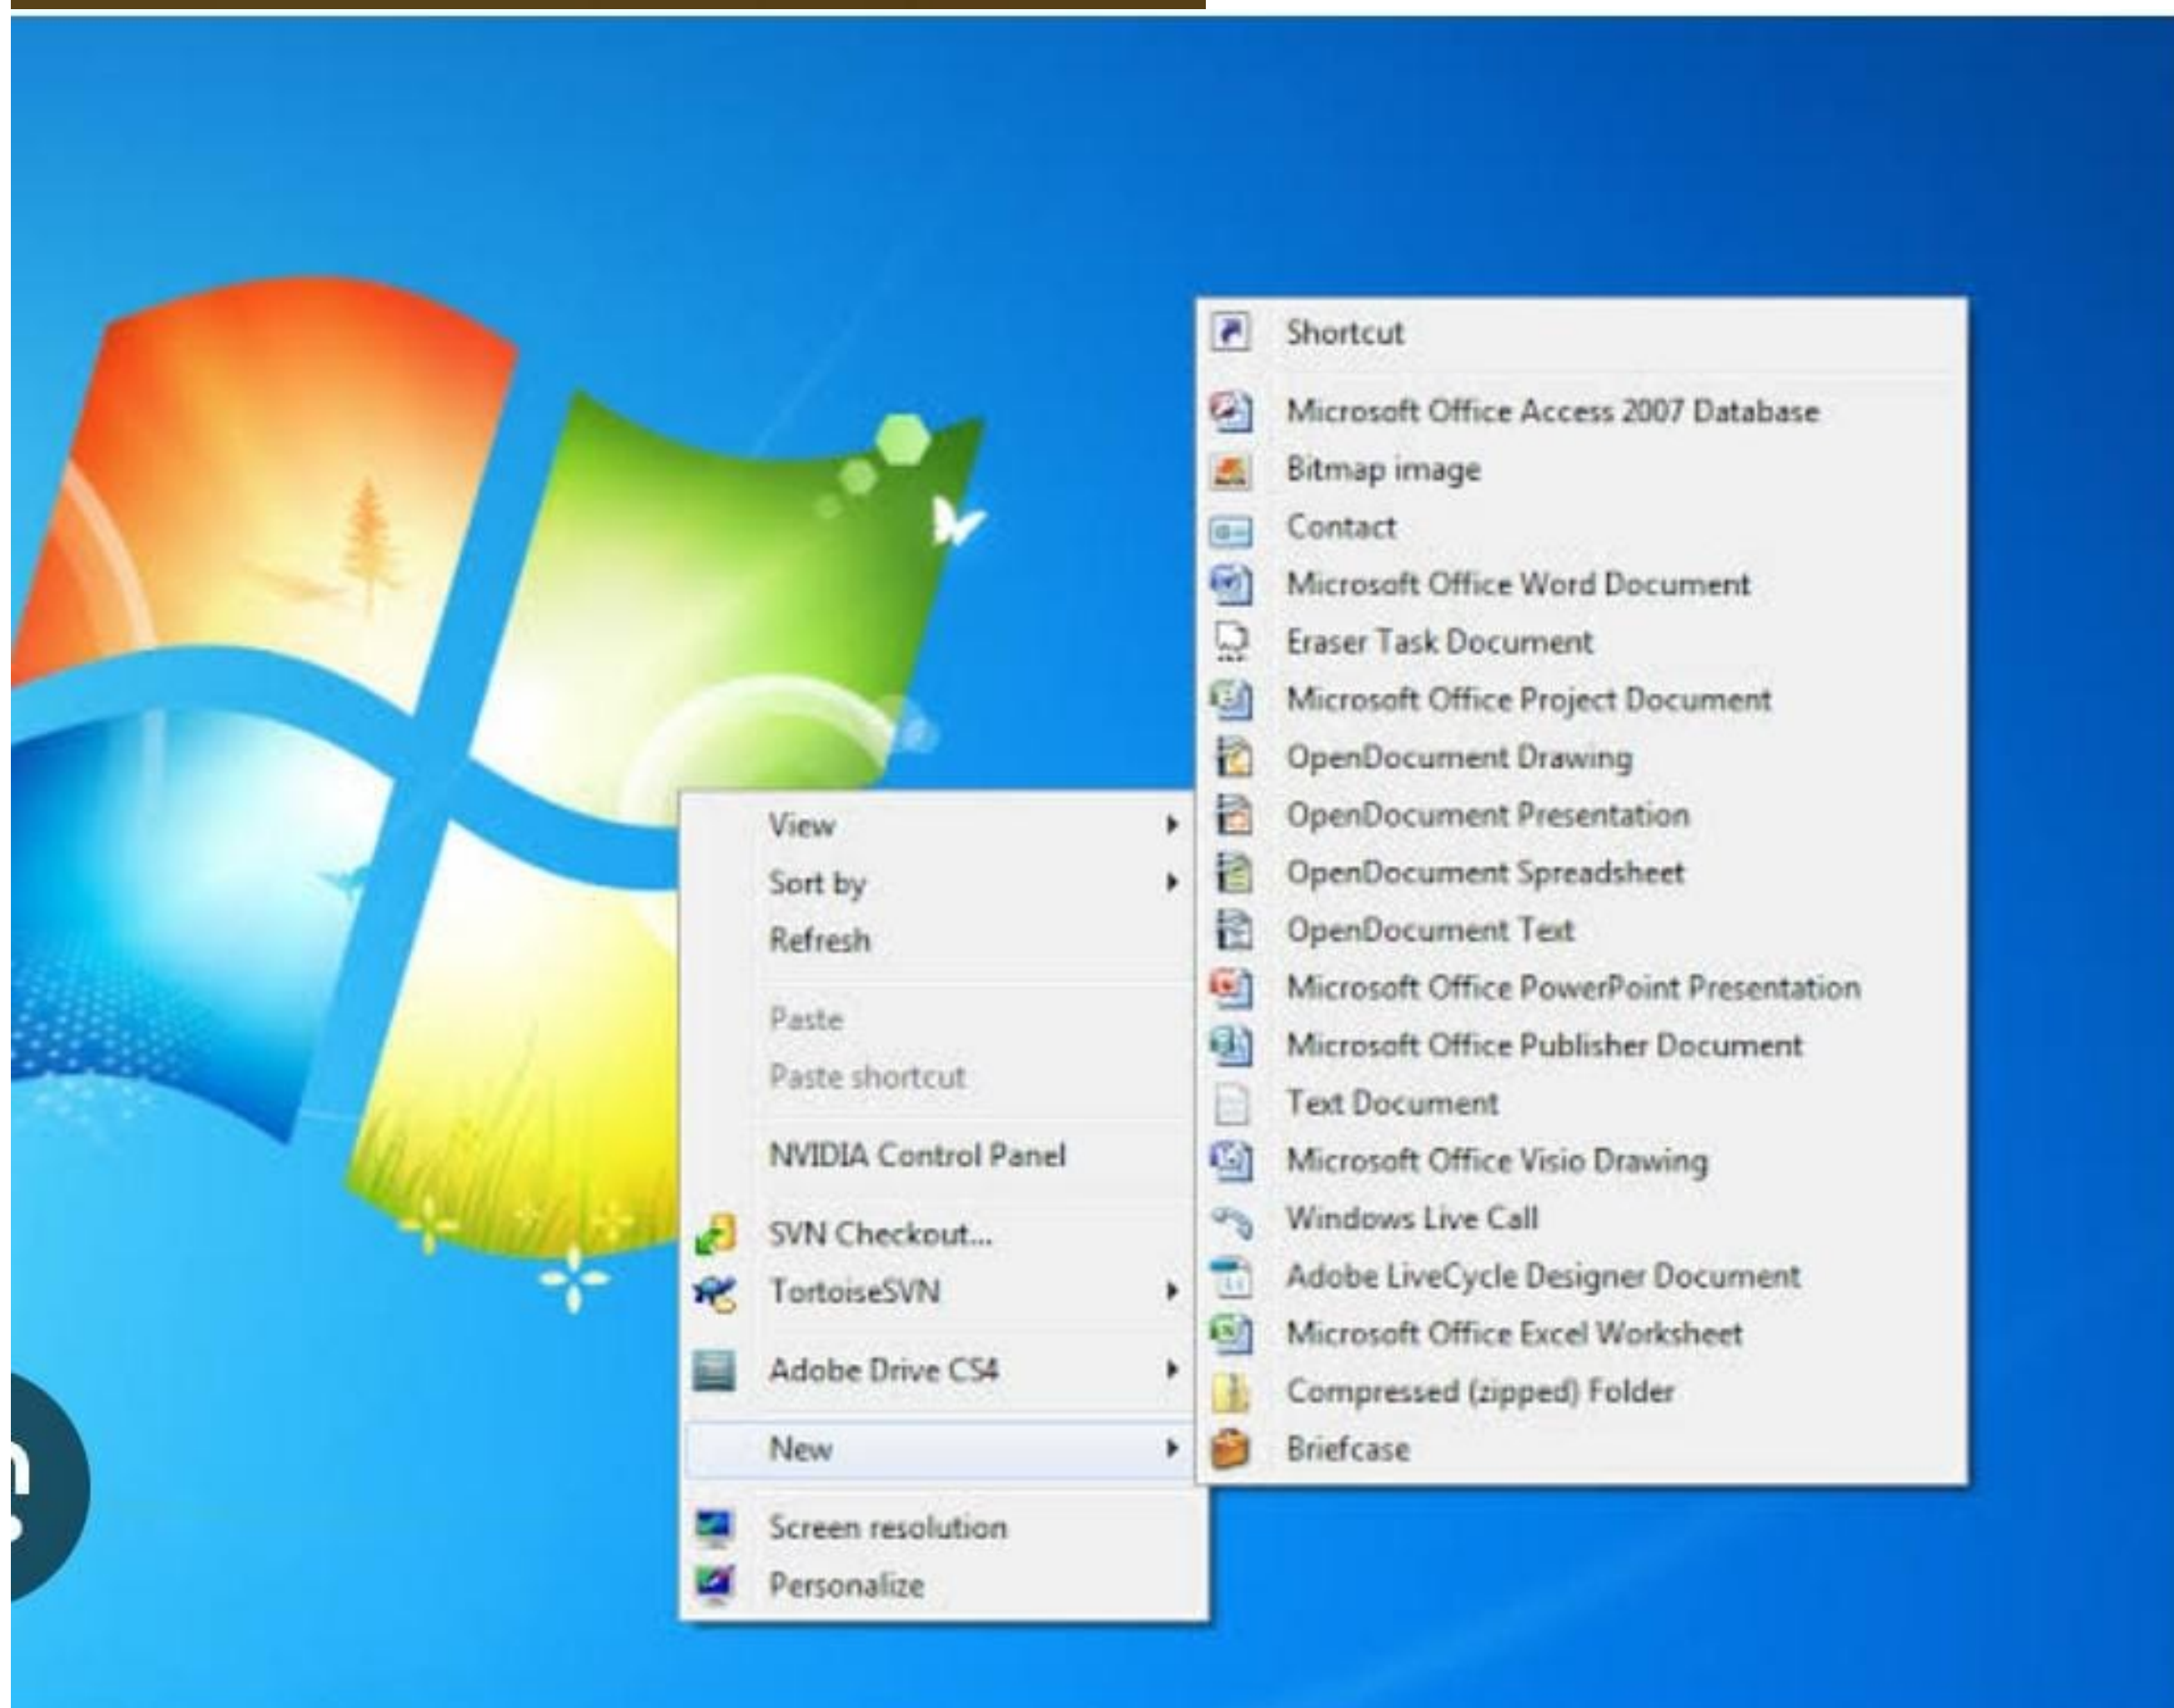 View
Sort by
Refresh
Paste
Paste shortcut
NVIDIA Control Panel
SVN Checkout...
TortoiseSVN
Adobe Drive CS4
New
Screen resolution
Personalize
Shortcut
Microsoft Office Access 2007 Database
Bitmap image
Contact
Microsoft Office Word Document
Eraser Task Document
Microsoft Office Project Document
OpenDocument Drawing
OpenDocument Presentation
OpenDocument Spreadsheet
OpenDocument Text
Microsoft Office PowerPoint Presentation
Microsoft Office Publisher Document
Text Document
Microsoft Office Visio Drawing
Windows Live Call
Adobe LiveCycle Designer Document
Microsoft Office Excel Worksheet
Compressed (zipped) Folder
Briefcase